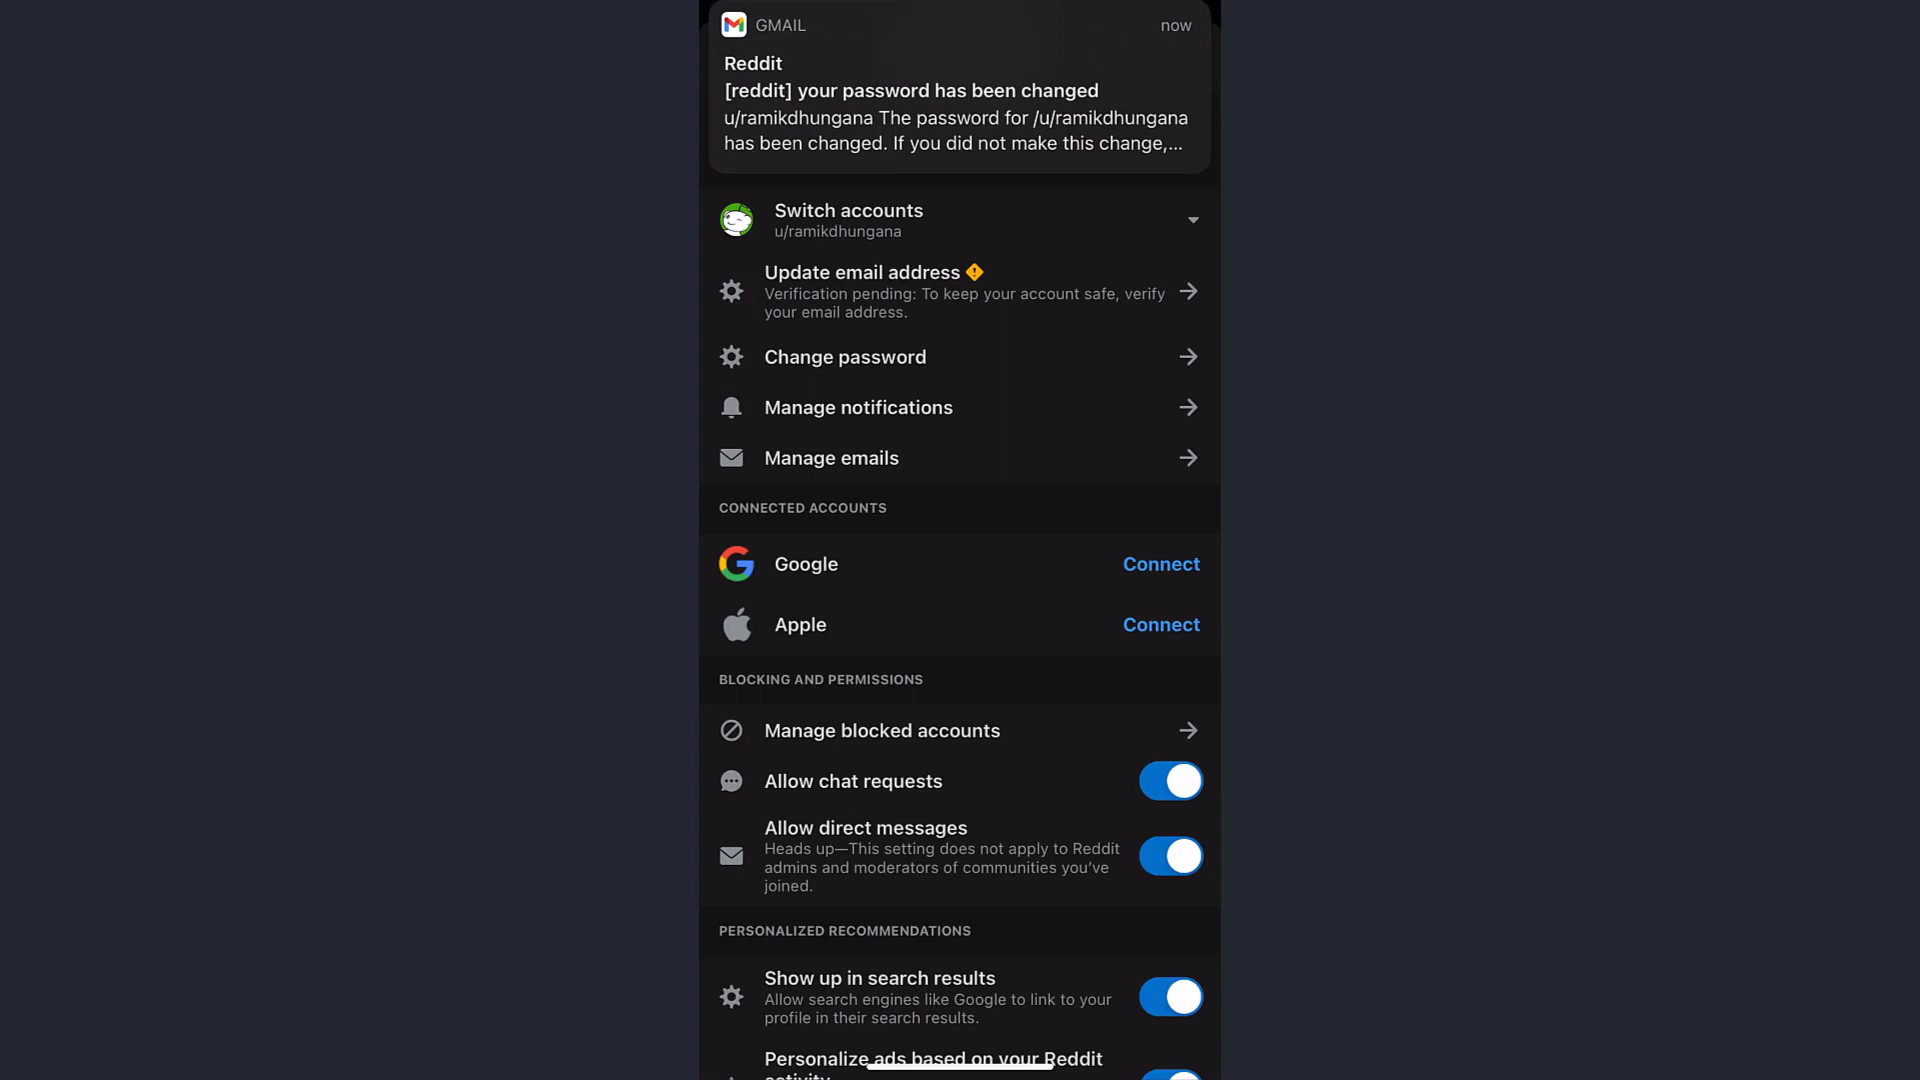 GMAIL
now
Reddit
[reddit] your password has been changed
u/ramikdhungana The password for /u/ramikdhungana
has been changed. If you did not make this change,...
Switch accounts
u/ramikdhungana
Update email address
Verification pending: To keep your account safe, verify
your email address.
Change password
Manage notifications
Manage emails
CONNECTED ACCOUNTS
Google
Connect
Apple
Connect
BLOCKING AND PERMISSIONS
Manage blocked accounts
Allow chat requests
Allow direct messages
Heads up—This setting does not apply to Reddit
admins and moderators of communities you’ve
joined.
PERSONALIZED RECOMMENDATIONS
Show up in search results
Allow search engines like Google to link to your
profile in their search results.
Personalize ads based on your Reddit
activity